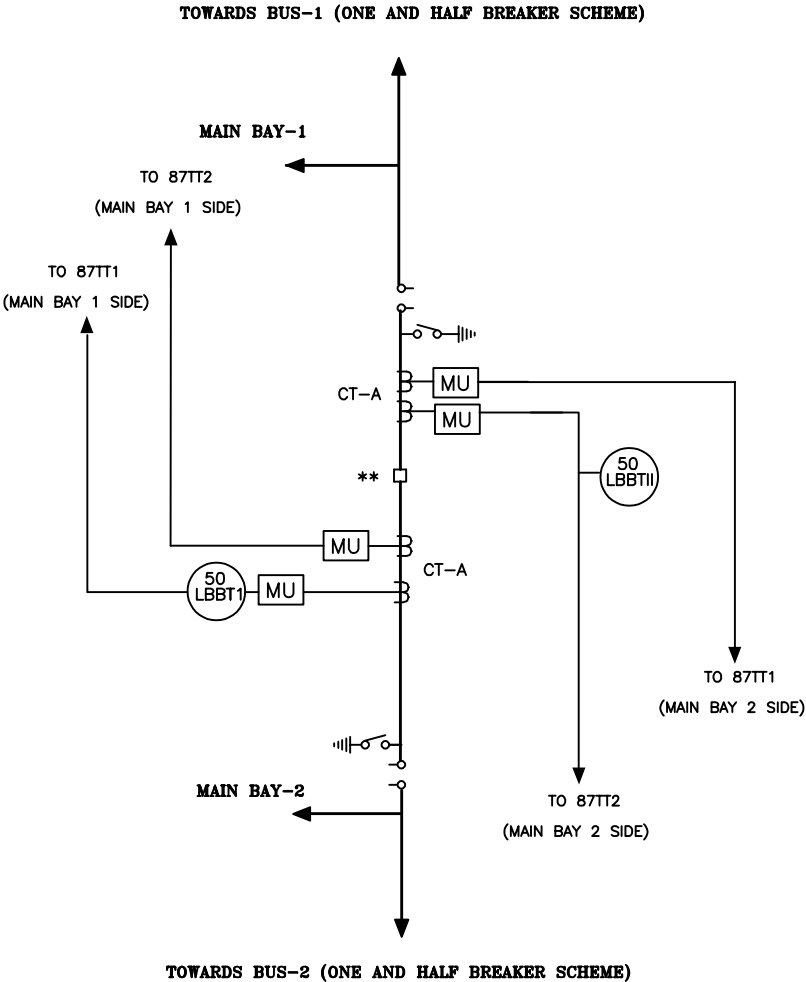 TOWARDS BUS-1 (ONE AND HALF BREAKER SCHEME)
MAIN BAY-1
TO 87TT2
(MAIN BAY 1 SIDE)
TO 87TT1
(MAIN BAY 1 SIDE)
CT-A
MU
MU
**
50
LBBTII
MU
CT-A
50
LBBT1
MU
TO 87TT1
(MAIN BAY 2 SIDE)
MAIN BAY-2
TO 87TT2
(MAIN BAY 2 SIDE)
TOWARDS BUS-2 (ONE AND HALF BREAKER SCHEME)